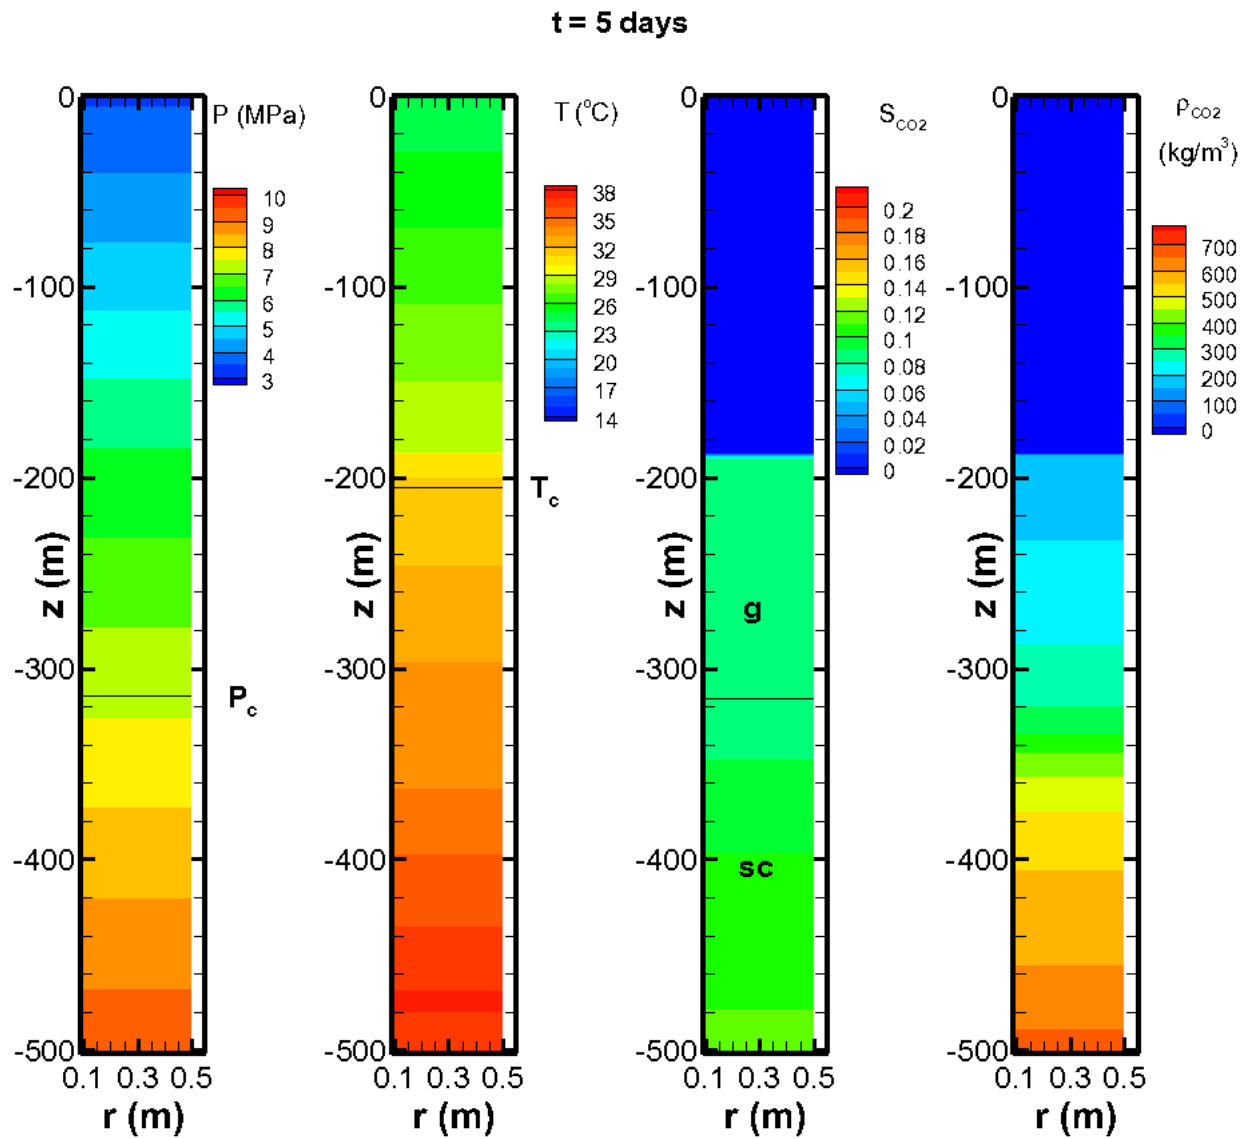 t = 5 days
P (MPa)
10
9
8
7
6
5
4
3
0
-100
-200
-300
-400
-500
z (m)
0.1 0.3 0.5
r (m)
P_c
T (°C)
38
35
32
29
26
23
20
17
14
0
-100
-200
-300
-400
-500
z (m)
0.1 0.3 0.5
r (m)
T_c
S_CO2
0.2
0.18
0.16
0.14
0.12
0.1
0.08
0.06
0.04
0.02
0
0
-100
-200
-300
-400
-500
z (m)
g
sc
0.1 0.3 0.5
r (m)
ρ_CO2
(kg/m³)
700
600
500
400
300
200
100
0
0
-100
-200
-300
-400
-500
z (m)
0.1 0.3 0.5
r (m)